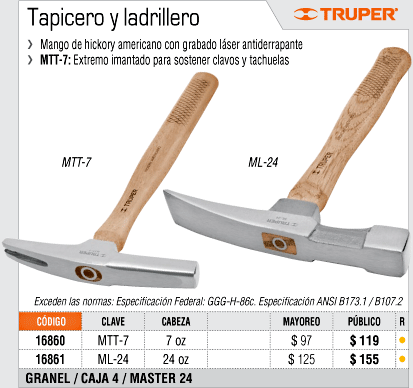 Tapicero y ladrillero
TRUPER
Mango de hickory americano con grabado láser antiderrapante
MTT-7: Extremo imantado para sostener clavos y tachuelas
MTT-7
ML-24
TRUPER
TRUPER
Exceden las normas: Especificación Federal: GGG-H-86c. Especificación ANSI B173.1 / B107.2
CÓDIGO CLAVE CABEZA MAYOREO PÚBLICO R
16860 MTT-7 7 oz $ 97 $ 119
16861 ML-24 24 oz $ 125 $ 155
GRANEL / CAJA 4 / MASTER 24